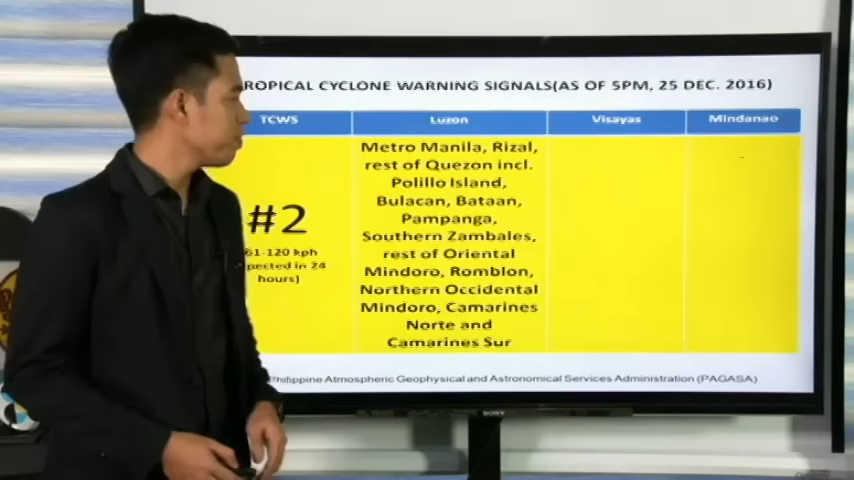 ROPICAL CYCLONE WARNING SIGNALS(AS OF 5PM, 25 DEC. 2016)
TCWS Luzon Visayas Mindanao
#2
61-120 kph
pected in 24
hours)
Metro Manila, Rizal,
rest of Quezon incl.
Polillo Island,
Bulacan, Bataan,
Pampanga,
Southern Zambales,
rest of Oriental
Mindoro, Romblon,
Northern Occidental
Mindoro, Camarines
Norte and
Camarines Sur
Philippine Atmospheric Geophysical and Astronomical Services Administration (PAGASA)
SONY